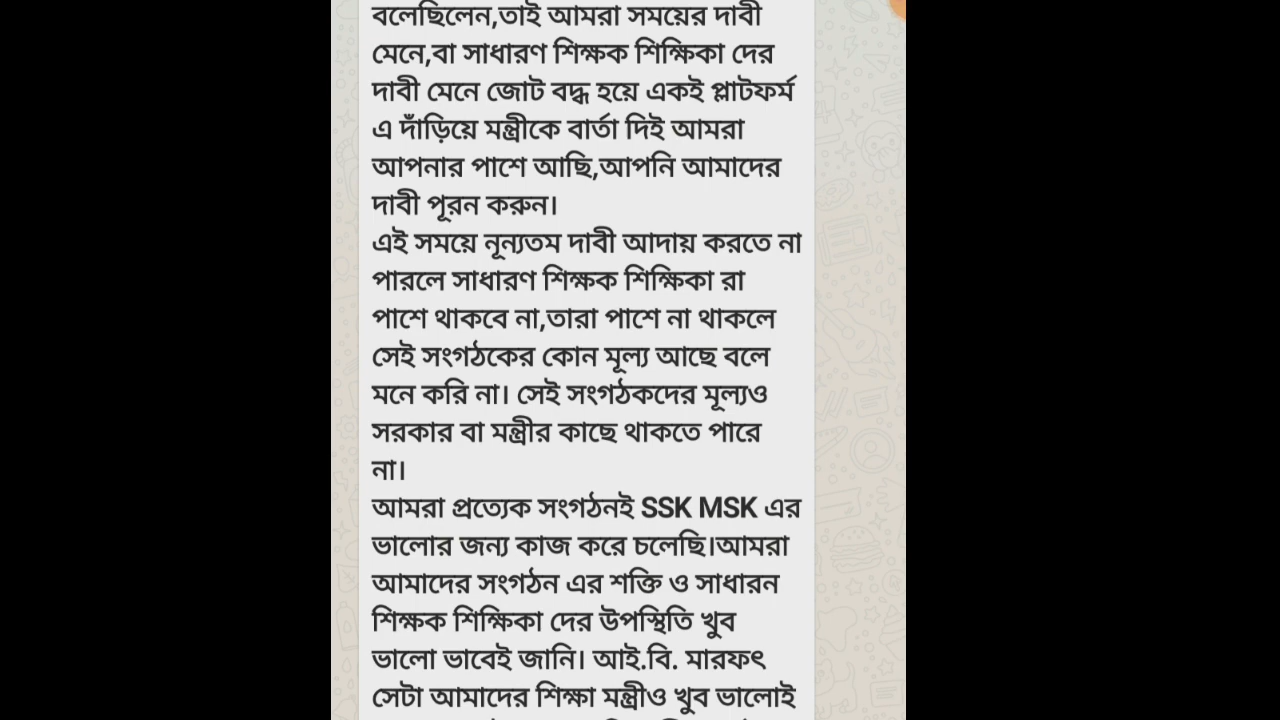 বলেছিলেন,তাই আমরা সময়ের দাবী
মেনে,বা সাধারণ শিক্ষক শিক্ষিকা দের
দাবী মেনে জোট বদ্ধ হয়ে একই প্লাটফর্ম
এ দাঁড়িয়ে মন্ত্রীকে বার্তা দিই আমরা
আপনার পাশে আছি,আপনি আমাদের
দাবী পূরন করুন।
এই সময়ে নূন্যতম দাবী আদায় করতে না
পারলে সাধারণ শিক্ষক শিক্ষিকা রা
পাশে থাকবে না,তারা পাশে না থাকলে
সেই সংগঠকের কোন মূল্য আছে বলে
মনে করি না। সেই সংগঠকদের মূল্যও
সরকার বা মন্ত্রীর কাছে থাকতে পারে
না।
আমরা প্রত্যেক সংগঠনই SSK MSK এর
ভালোর জন্য কাজ করে চলেছি।আমরা
আমাদের সংগঠন এর শক্তি ও সাধারন
শিক্ষক শিক্ষিকা দের উপস্থিতি খুব
ভালো ভাবেই জানি। আই.বি. মারফৎ
সেটা আমাদের শিক্ষা মন্ত্রীও খুব ভালোই